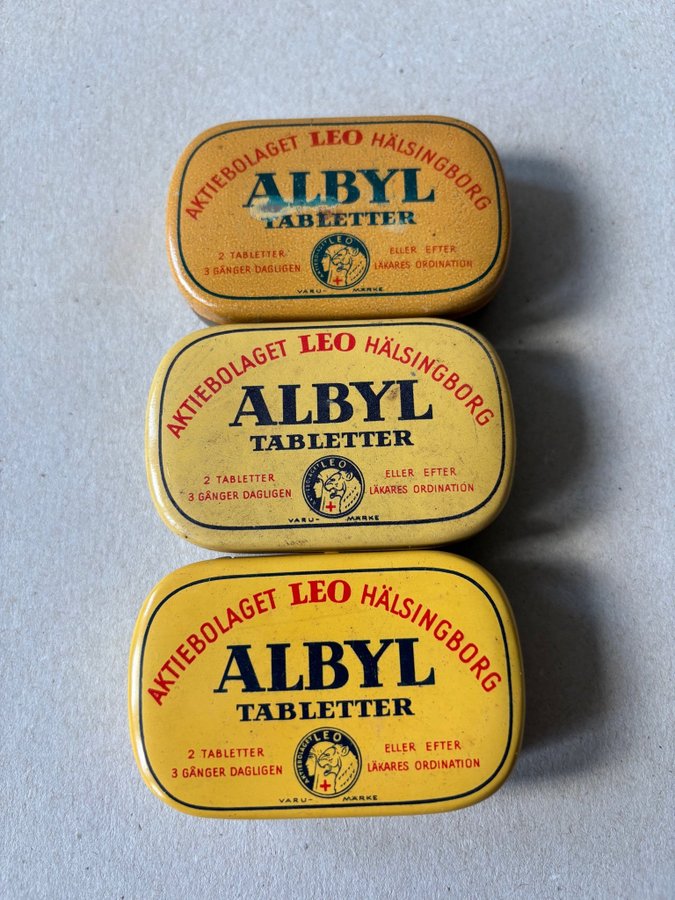 AKTIEBOLAGET LEO HÄLSINGBORG
ALBYL
TABLETTER
2 TABLETTER
3 GÅNGER DAGLIGEN
LEO
ELLER EFTER
LÄKARES ORDINATION
VARU-MÄRKE
AKTIEBOLAGET LEO HÄLSINGBORG
ALBYL
TABLETTER
2 TABLETTER
3 GÅNGER DAGLIGEN
AKTIEBOLAGET LEO
ELLER EFTER
LÄKARES ORDINATION
VARU-MÄRKE
AKTIEBOLAGET LEO HÄLSINGBORG
ALBYL
TABLETTER
2 TABLETTER
3 GÅNGER DAGLIGEN
AKTIEBOLAGET LEO
ELLER EFTER
LÄKARES ORDINATION
VARU-MÄRKE